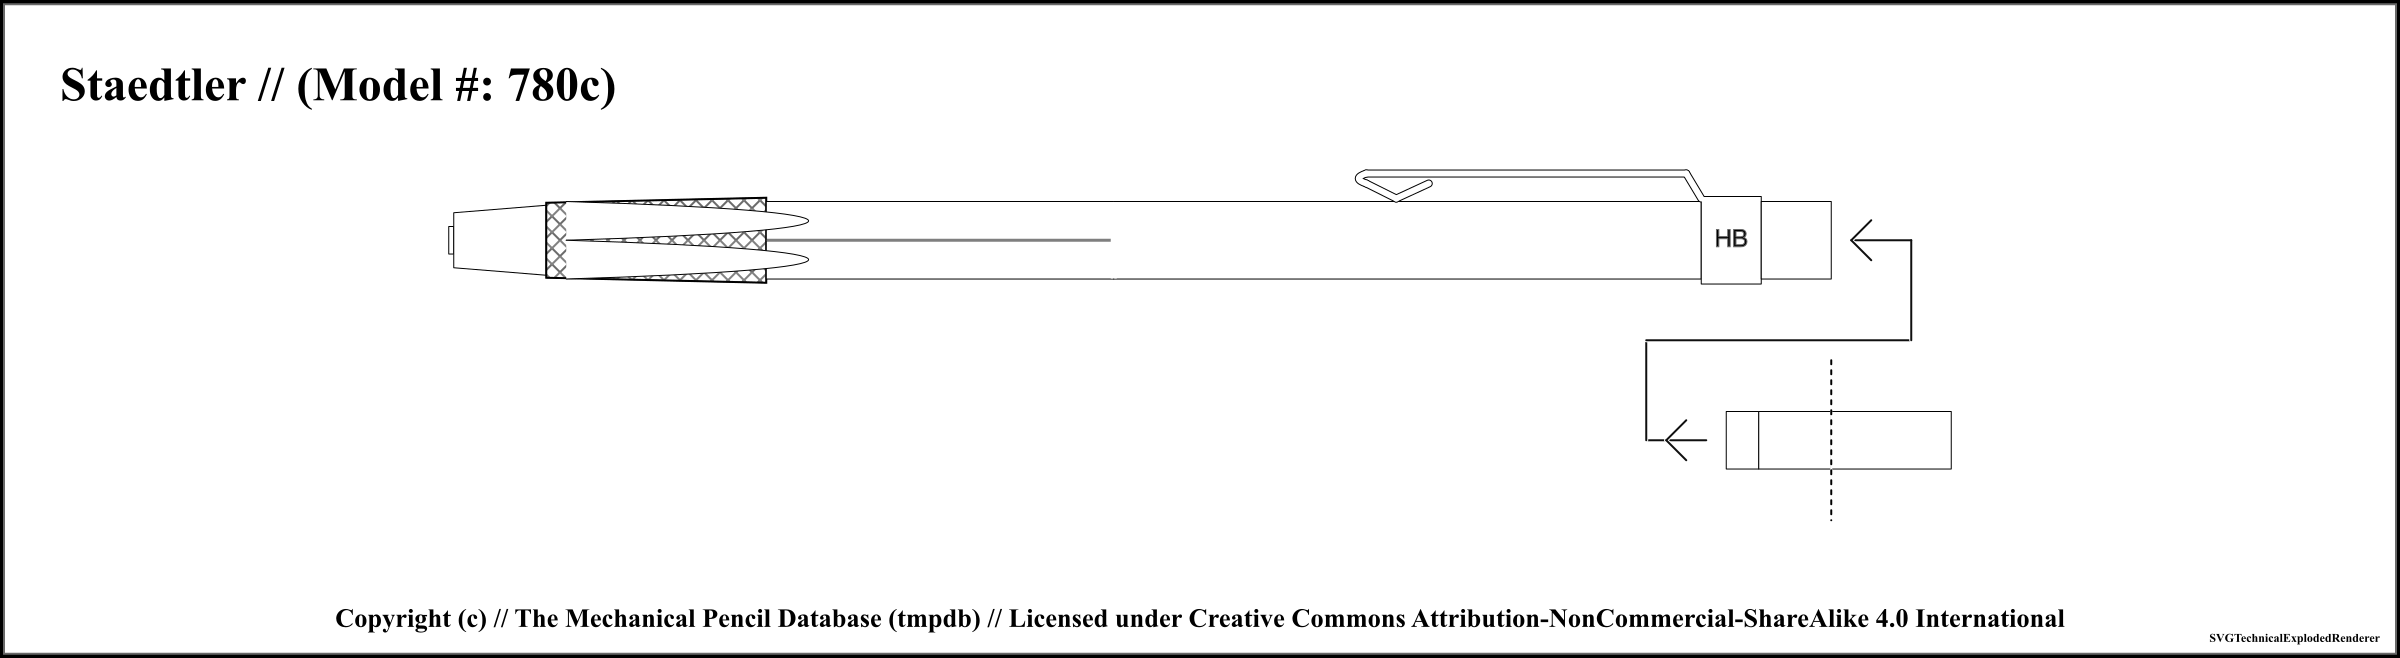 Staedtler // (Model #: 780c)
HB
Copyright (c) // The Mechanical Pencil Database (tmpdb) // Licensed under Creative Commons Attribution-NonCommercial-ShareAlike 4.0 International
SVGTechnicalExplodedRenderer